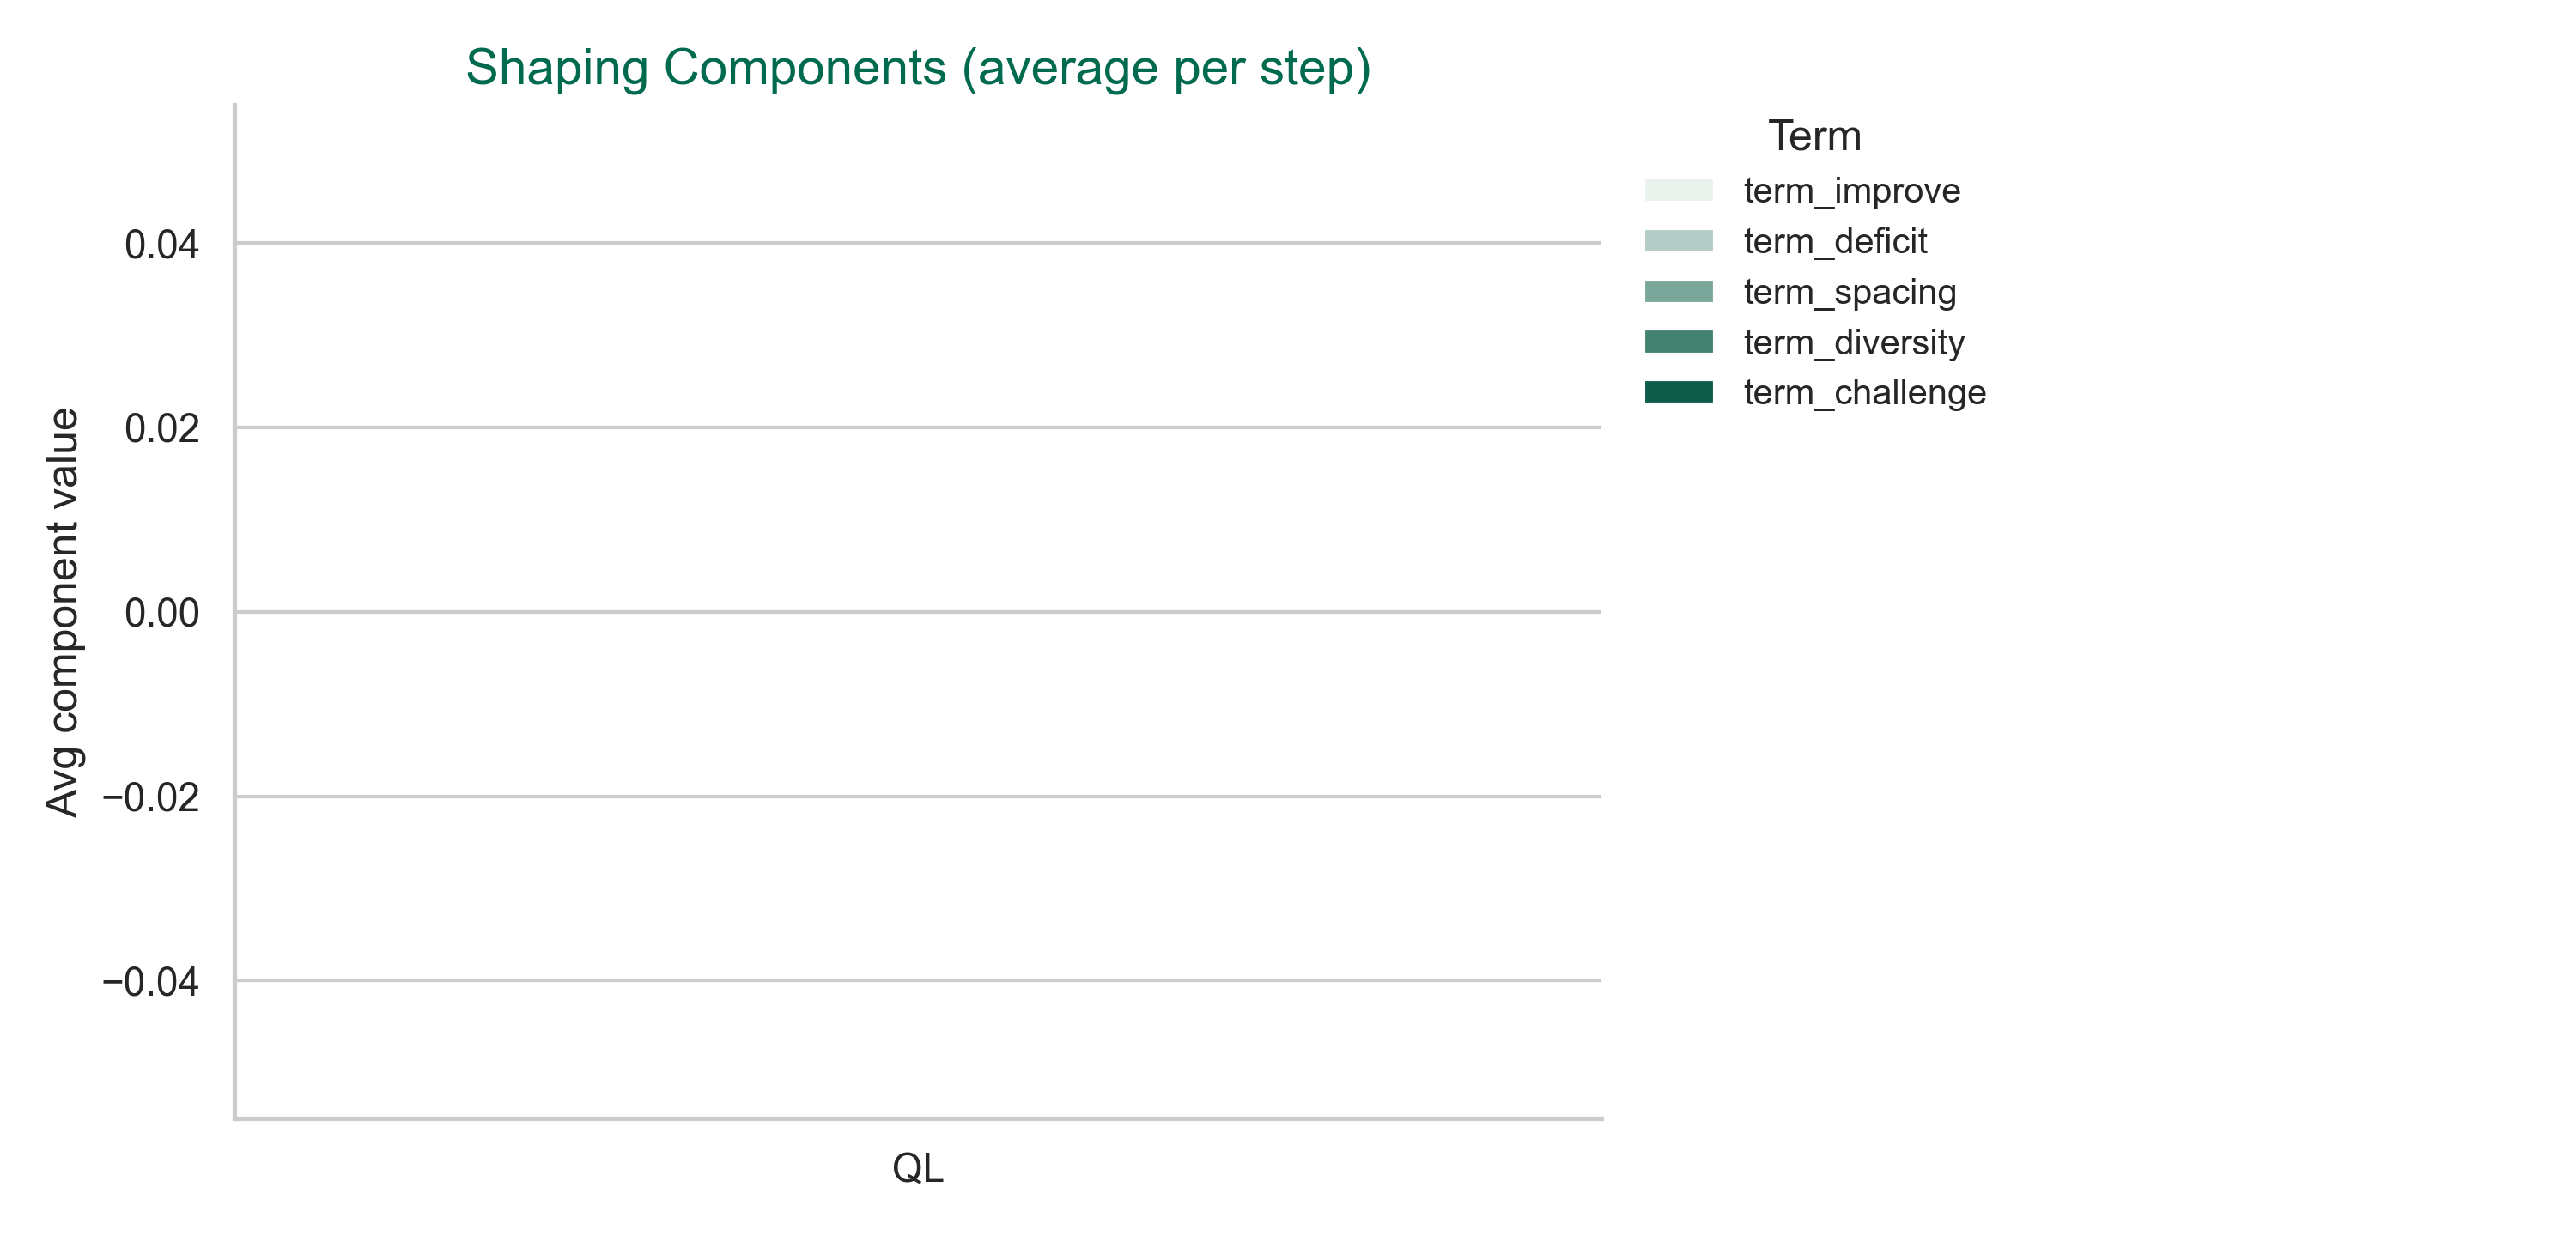 Shaping Components (average per step)
Avg component value
0.04
0.02
0.00
−0.02
−0.04
QL
Term
term_improve
term_deficit
term_spacing
term_diversity
term_challenge